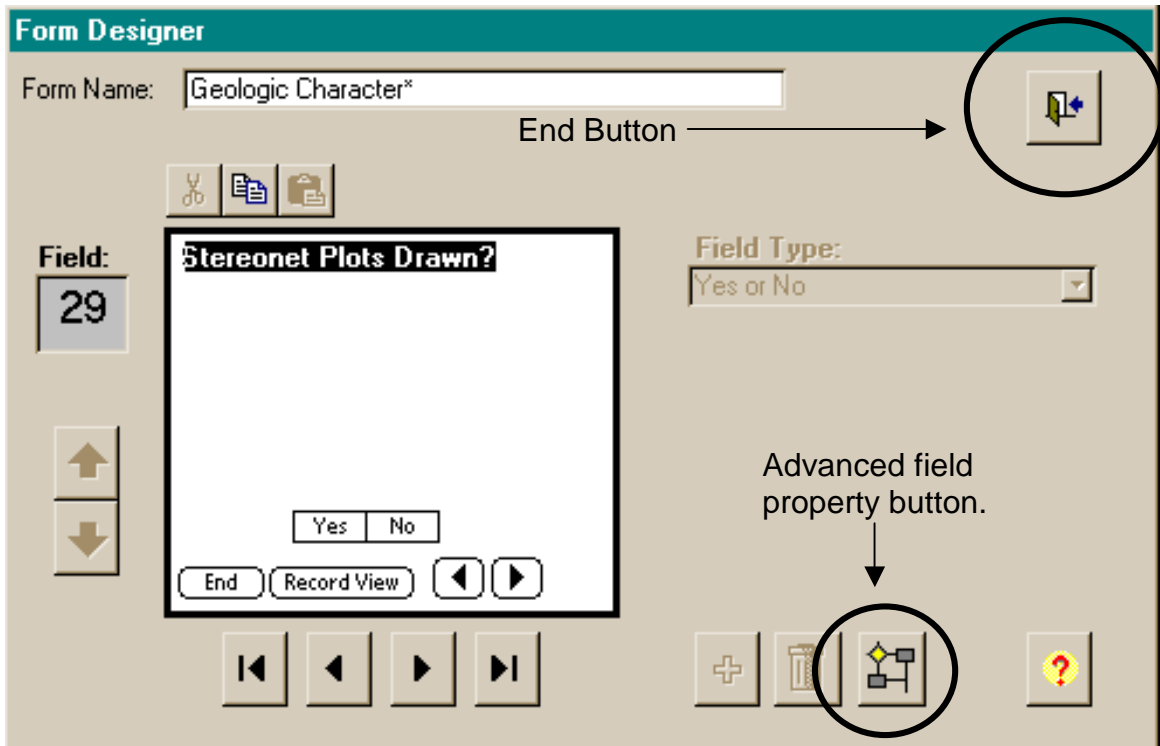 Form Designer
Form Name: Geologic Character*
End Button
Field:
29
Stereonet Plots Drawn?
Field Type:
Yes or No
Yes No
End Record View
Advanced field
property button.
?